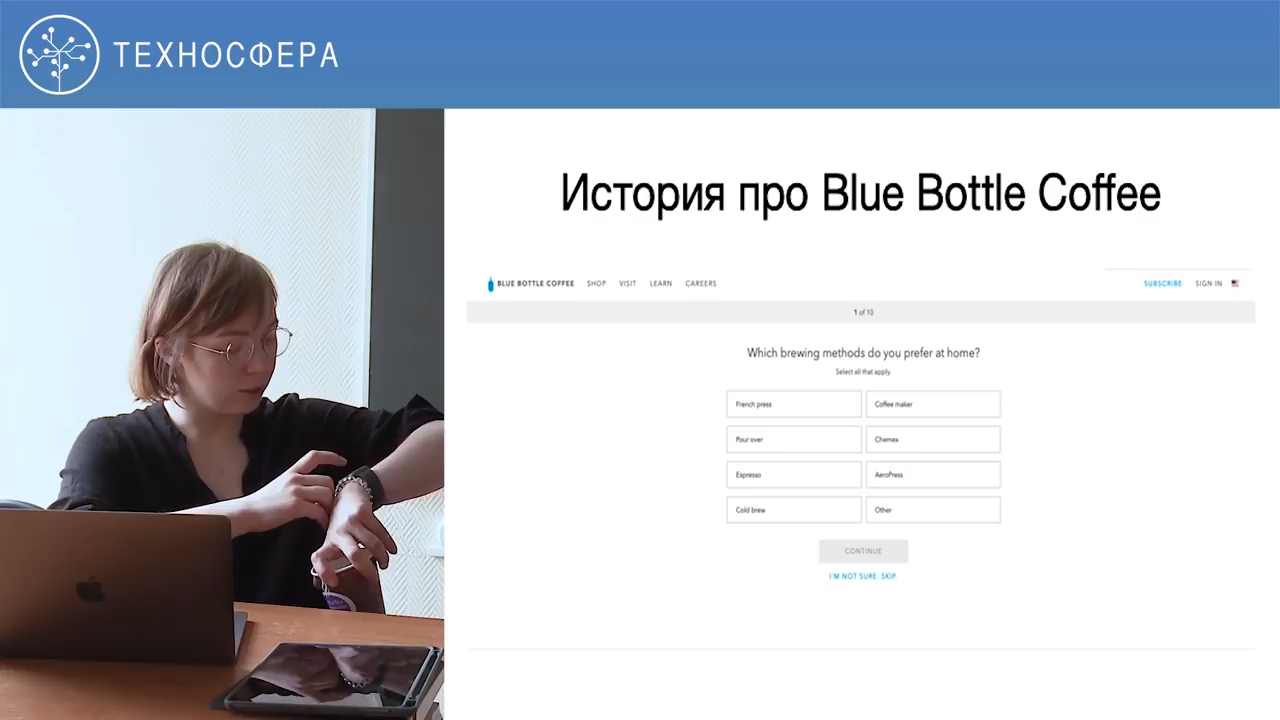 ТЕХНОСФЕРА
История про Blue Bottle Coffee
BLUE BOTTLE COFFEE SHOP VISIT LEARN CAREERS SUBSCRIBE SIGN IN
1 of 10
Which brewing methods do you prefer at home?
Select all that apply.
French press Coffee maker
Pour over Chemex
Espresso AeroPress
Cold brew Other
CONTINUE
I'M NOT SURE. SKIP.